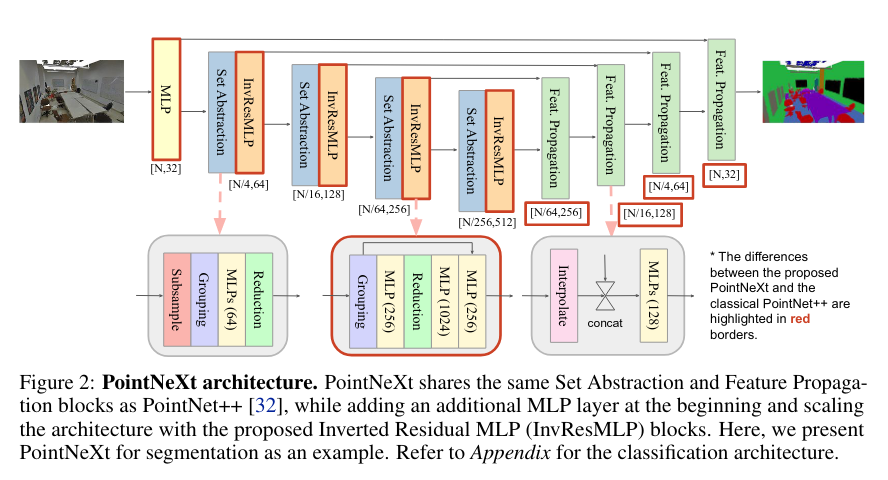 MLP
[N,32]
Set Abstraction
InvResMLP
[N/4,64]
Set Abstraction
InvResMLP
[N/16,128]
Set Abstraction
InvResMLP
[N/64,256]
Set Abstraction
InvResMLP
[N/256,512]
Feat. Propagation
[N/64,256]
Feat. Propagation
[N/16,128]
Feat. Propagation
[N/4,64]
Feat. Propagation
[N,32]
Subsample
Grouping
MLPs (64)
Reduction
Grouping
MLP (256)
Reduction
MLP (1024)
MLP (256)
Interpolate
concat
MLPs (128)
* The differences
between the proposed
PointNeXt and the
classical PointNet++ are
highlighted in red
borders.
Figure 2: PointNeXt architecture. PointNeXt shares the same Set Abstraction and Feature Propaga-
tion blocks as PointNet++ [32], while adding an additional MLP layer at the beginning and scaling
the architecture with the proposed Inverted Residual MLP (InvResMLP) blocks. Here, we present
PointNeXt for segmentation as an example. Refer to Appendix for the classification architecture.